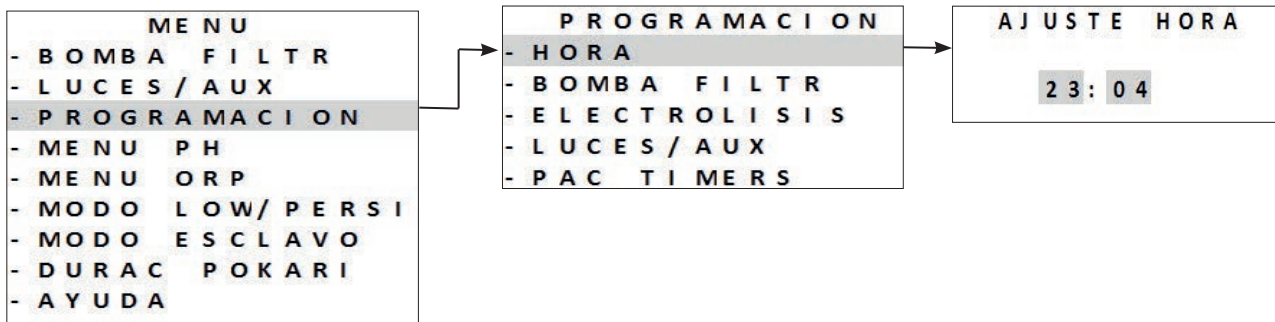 MENU
- BOMBA FILTR
- LUCES/AUX
- PROGRAMACION
- MENU PH
- MENU ORP
- MODO LOW/PERSI
- MODO ESCLAVO
- DURAC POKARI
- AYUDA
PROGRAMACION
- HORA
- BOMBA FILTR
- ELECTROLISIS
- LUCES/AUX
- PAC TIMERS
AJUSTE HORA
23:04